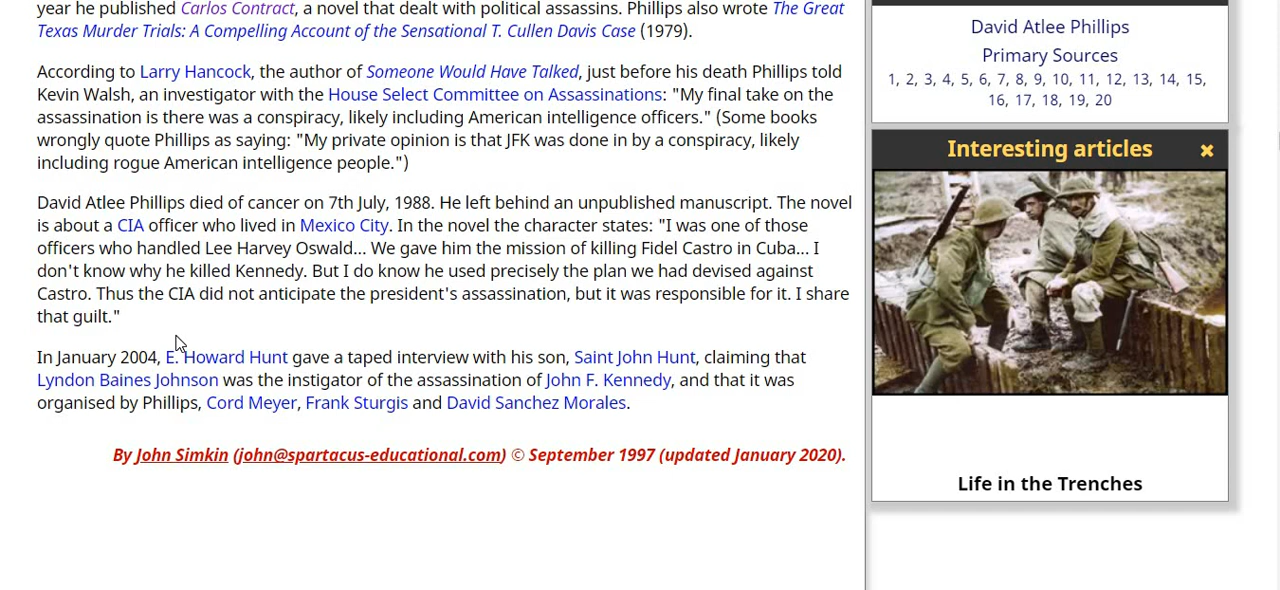 year he published Carlos Contract, a novel that dealt with political assassins. Phillips also wrote The Great
Texas Murder Trials: A Compelling Account of the Sensational T. Cullen Davis Case (1979).
According to Larry Hancock, the author of Someone Would Have Talked, just before his death Phillips told
Kevin Walsh, an investigator with the House Select Committee on Assassinations: "My final take on the
assassination is there was a conspiracy, likely including American intelligence officers." (Some books
wrongly quote Phillips as saying: "My private opinion is that JFK was done in by a conspiracy, likely
including rogue American intelligence people.")
David Atlee Phillips died of cancer on 7th July, 1988. He left behind an unpublished manuscript. The novel
is about a CIA officer who lived in Mexico City. In the novel the character states: "I was one of those
officers who handled Lee Harvey Oswald... We gave him the mission of killing Fidel Castro in Cuba... I
don't know why he killed Kennedy. But I do know he used precisely the plan we had devised against
Castro. Thus the CIA did not anticipate the president's assassination, but it was responsible for it. I share
that guilt."
In January 2004, E. Howard Hunt gave a taped interview with his son, Saint John Hunt, claiming that
Lyndon Baines Johnson was the instigator of the assassination of John F. Kennedy, and that it was
organised by Phillips, Cord Meyer, Frank Sturgis and David Sanchez Morales.
By John Simkin (john@spartacus-educational.com) © September 1997 (updated January 2020).
David Atlee Phillips
Primary Sources
1, 2, 3, 4, 5, 6, 7, 8, 9, 10, 11, 12, 13, 14, 15,
16, 17, 18, 19, 20
Interesting articles
Life in the Trenches